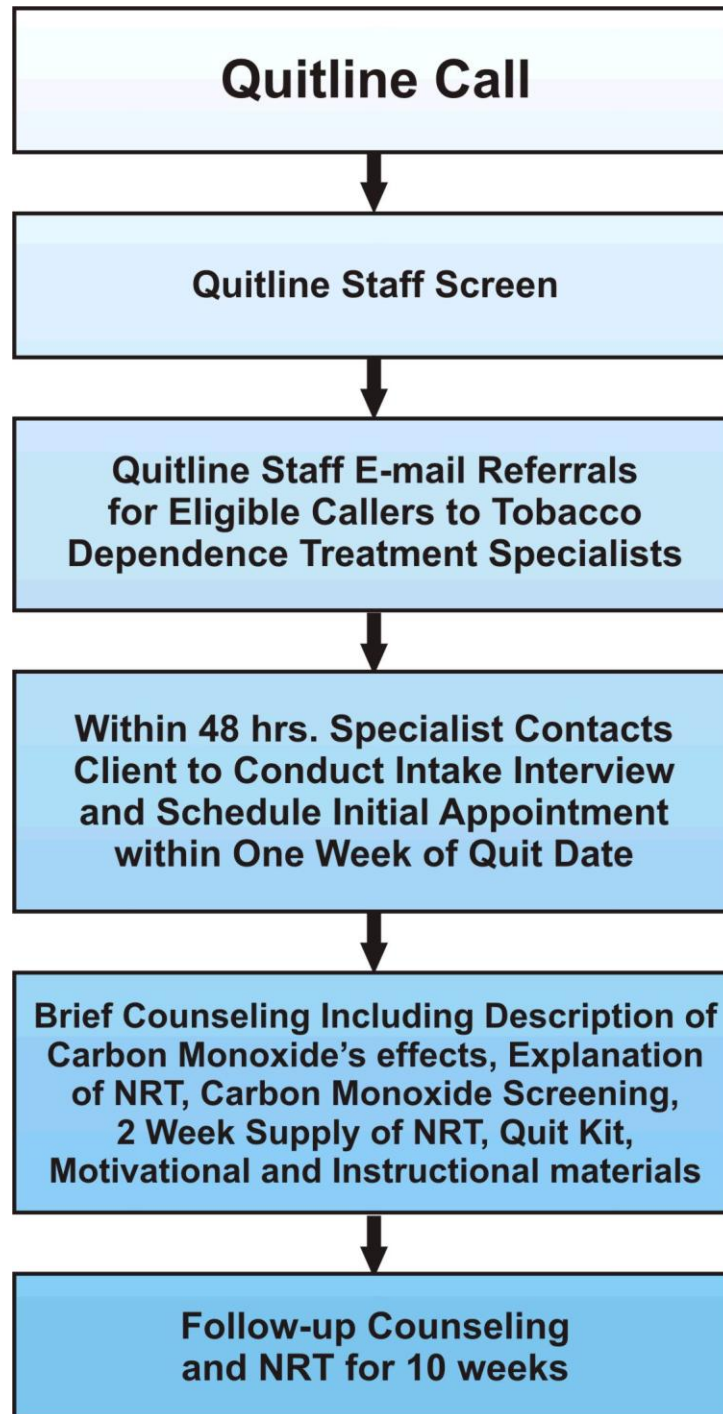 Quitline Call
Quitline Staff Screen
Quitline Staff E-mail Referrals
for Eligible Callers to Tobacco
Dependence Treatment Specialists
Within 48 hrs. Specialist Contacts
Client to Conduct Intake Interview
and Schedule Initial Appointment
within One Week of Quit Date
Brief Counseling Including Description of
Carbon Monoxide’s effects, Explanation
of NRT, Carbon Monoxide Screening,
2 Week Supply of NRT, Quit Kit,
Motivational and Instructional materials
Follow-up Counseling
and NRT for 10 weeks